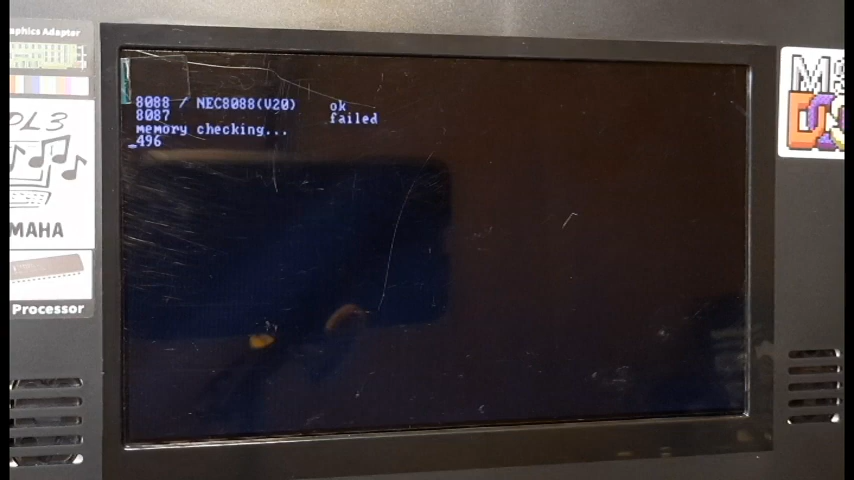 aphics Adapter
8088 / NEC8088(V20) ok
8087 failed
memory checking...
_496
OL3
MAHA
Processor